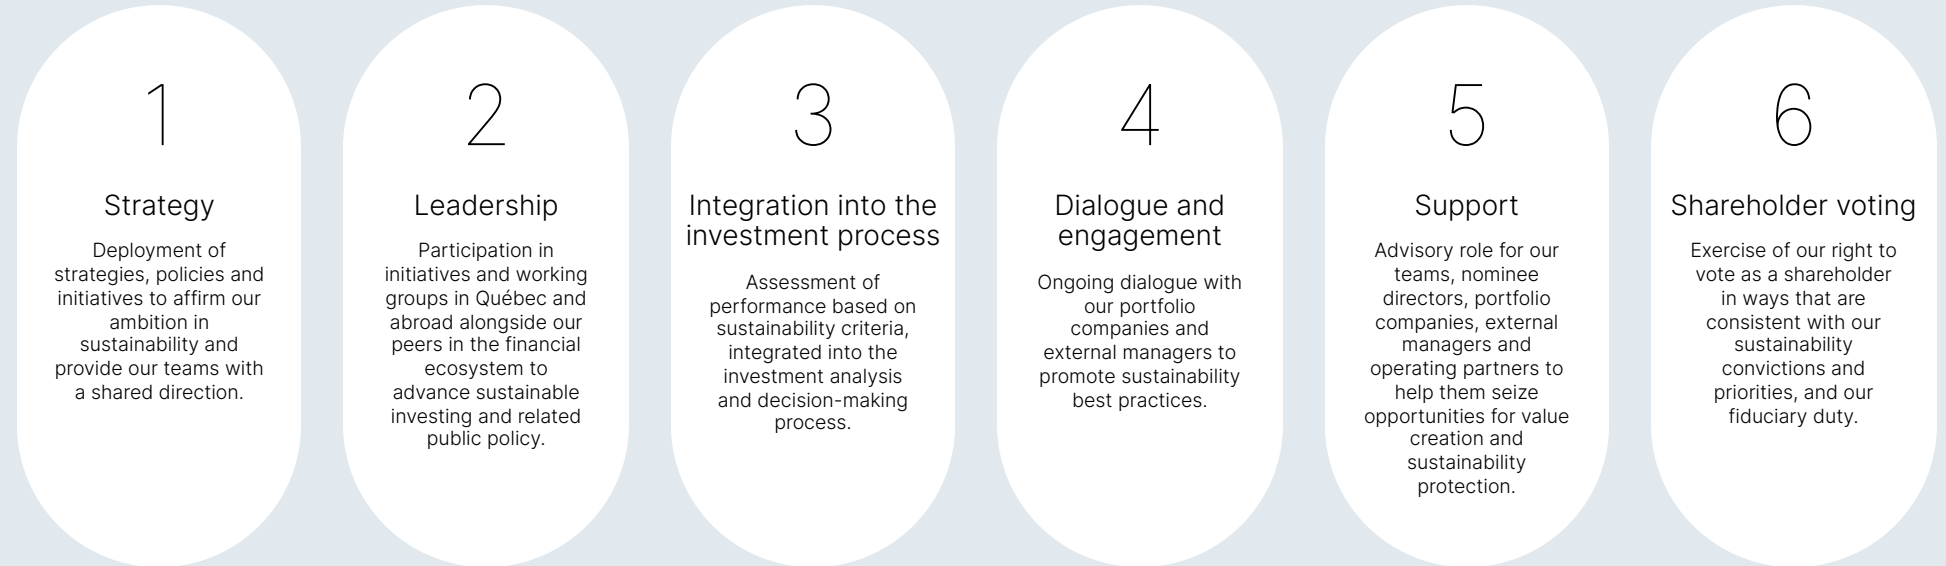 1
Strategy
Deployment of
strategies, policies and
initiatives to affirm our
ambition in
sustainability and
provide our teams with
a shared direction.
2
Leadership
Participation in
initiatives and working
groups in Québec and
abroad alongside our
peers in the financial
ecosystem to
advance sustainable
investing and related
public policy.
3
Integration into the
investment process
Assessment of
performance based on
sustainability criteria,
integrated into the
investment analysis
and decision-making
process.
4
Dialogue and
engagement
Ongoing dialogue with
our portfolio
companies and
external managers to
promote sustainability
best practices.
5
Support
Advisory role for our
teams, nominee
directors, portfolio
companies, external
managers and
operating partners to
help them seize
opportunities for value
creation and
sustainability
protection.
6
Shareholder voting
Exercise of our right to
vote as a shareholder
in ways that are
consistent with our
sustainability
convictions and
priorities, and our
fiduciary duty.